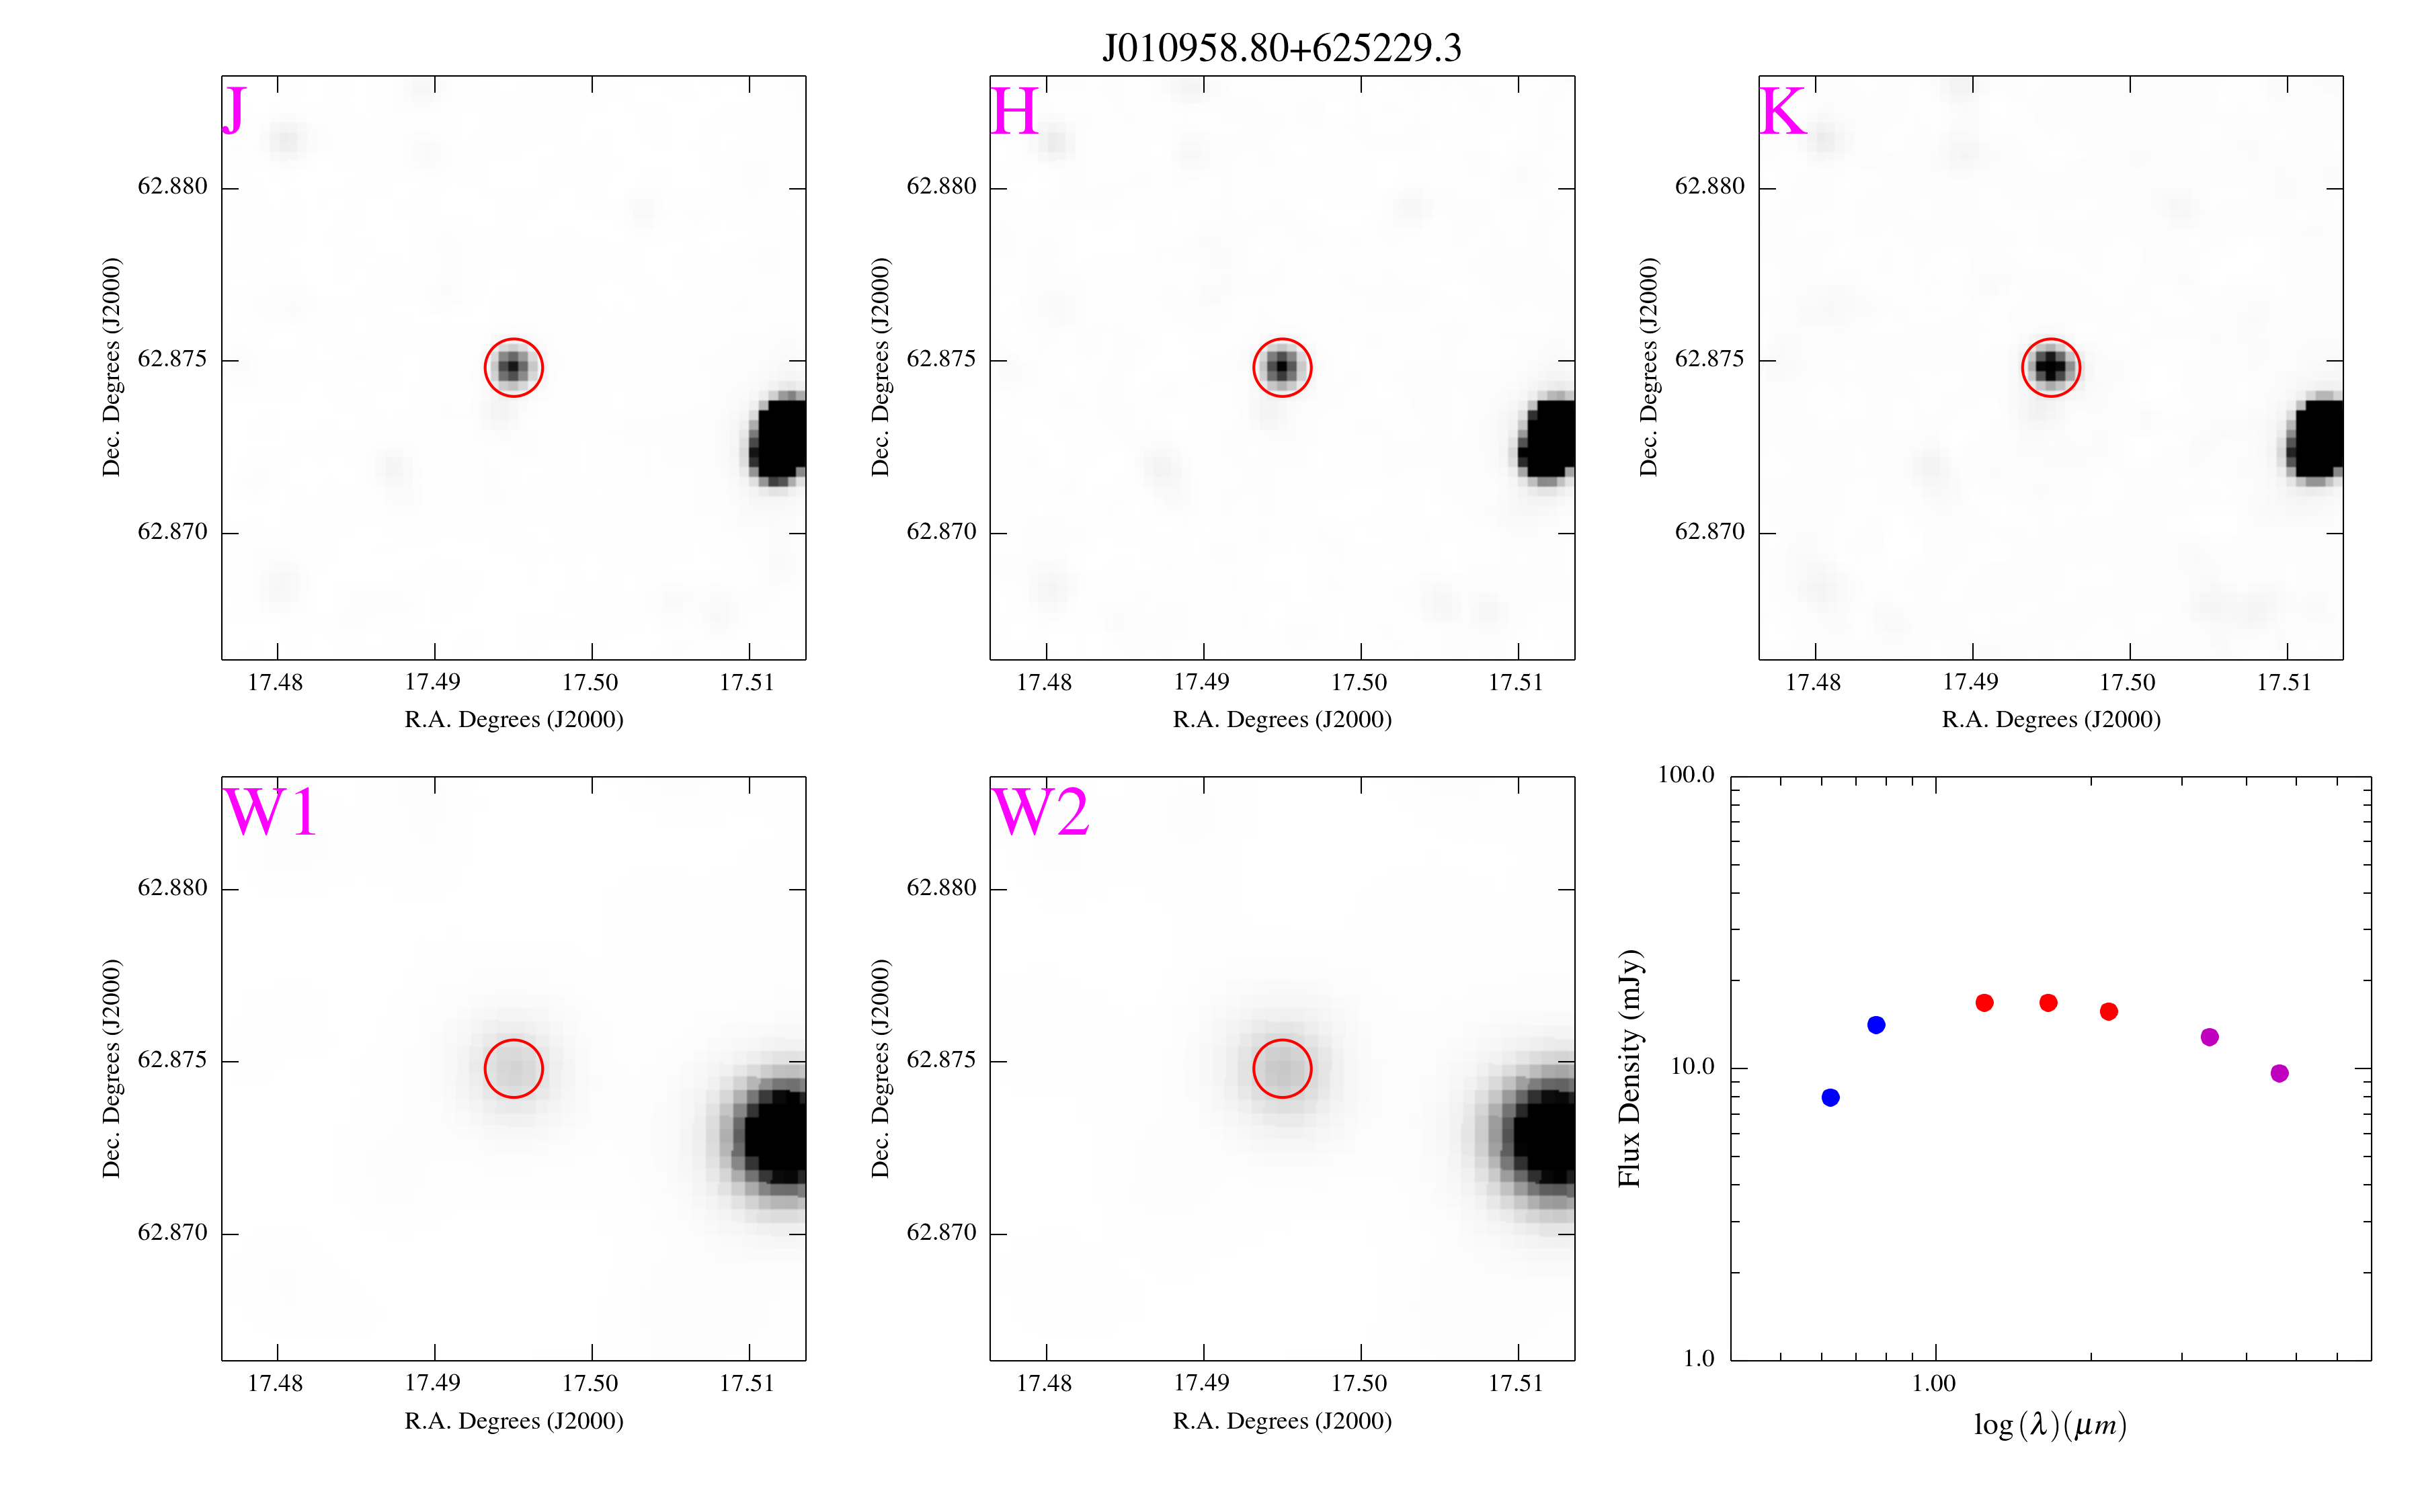 J010958.80+625229.3
J
62.880
62.875
62.870
Dec. Degrees (J2000)
17.48 17.49 17.50 17.51
R.A. Degrees (J2000)
H
62.880
62.875
62.870
Dec. Degrees (J2000)
17.48 17.49 17.50 17.51
R.A. Degrees (J2000)
K
62.880
62.875
62.870
Dec. Degrees (J2000)
17.48 17.49 17.50 17.51
R.A. Degrees (J2000)
W1
62.880
62.875
62.870
Dec. Degrees (J2000)
17.48 17.49 17.50 17.51
R.A. Degrees (J2000)
W2
62.880
62.875
62.870
Dec. Degrees (J2000)
17.48 17.49 17.50 17.51
R.A. Degrees (J2000)
100.0
10.0
1.0
Flux Density (mJy)
1.00
log(λ)(μm)